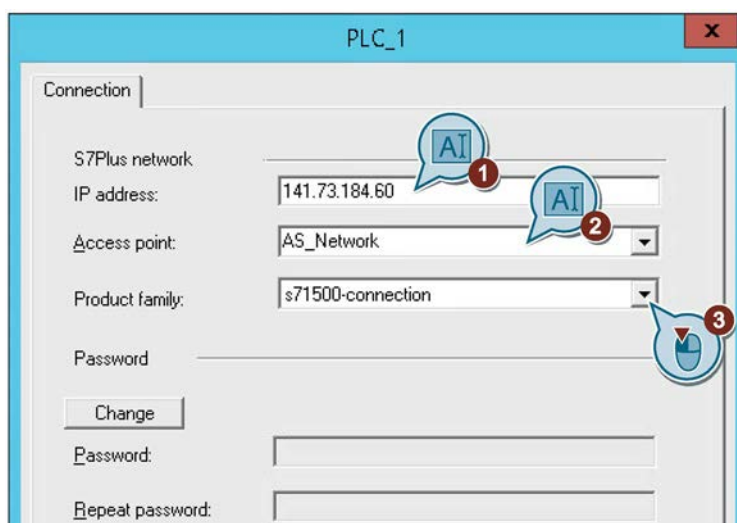 PLC_1
x
Connection
S7Plus network
IP address: 141.73.184.60
Access point: AS_Network
Product family: s71500-connection
Password
Change
Password:
Repeat password:
AI 1
AI 2
3